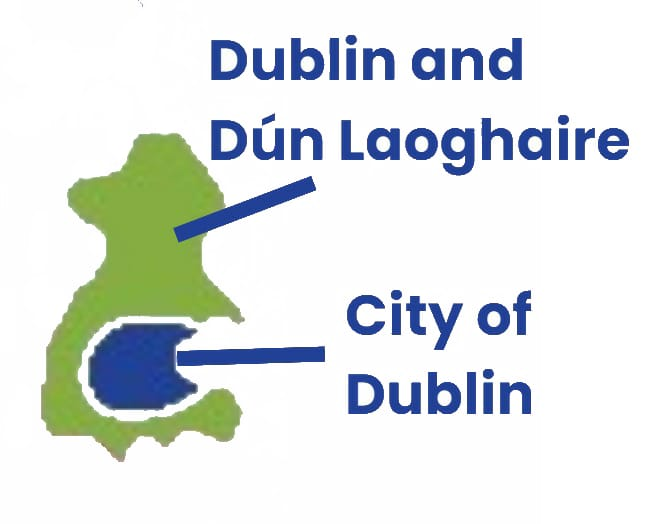 Dublin and
Dún Laoghaire
City of
Dublin